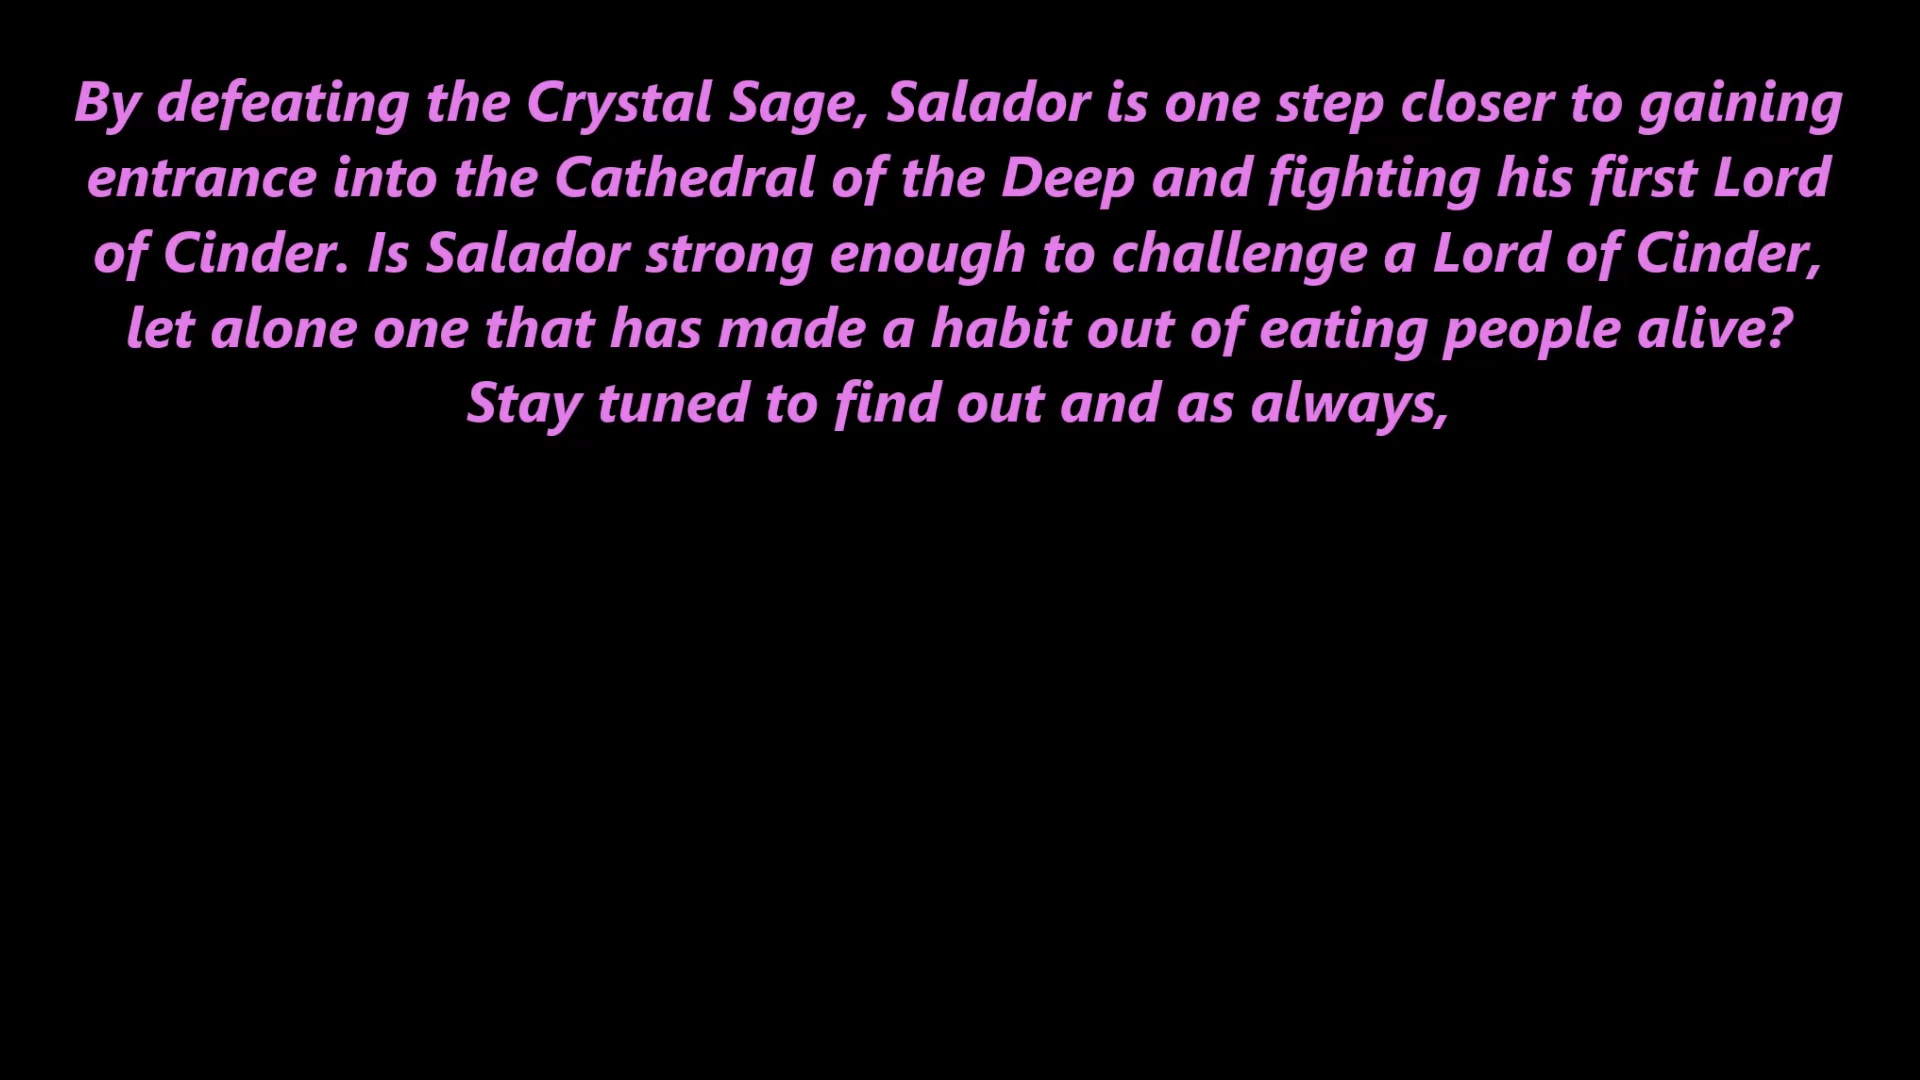 By defeating the Crystal Sage, Salador is one step closer to gaining
entrance into the Cathedral of the Deep and fighting his first Lord
of Cinder. Is Salador strong enough to challenge a Lord of Cinder,
let alone one that has made a habit out of eating people alive?
Stay tuned to find out and as always,